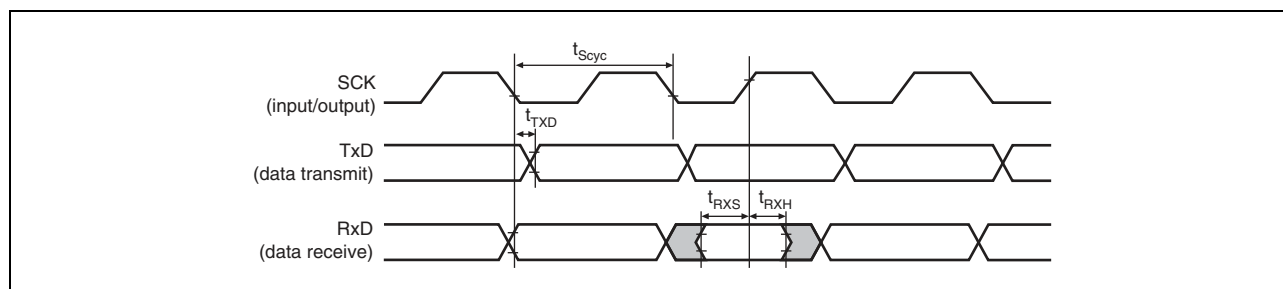 tScyc
SCK
(input/output)
tTXD
TxD
(data transmit)
tRXS
tRXH
RxD
(data receive)